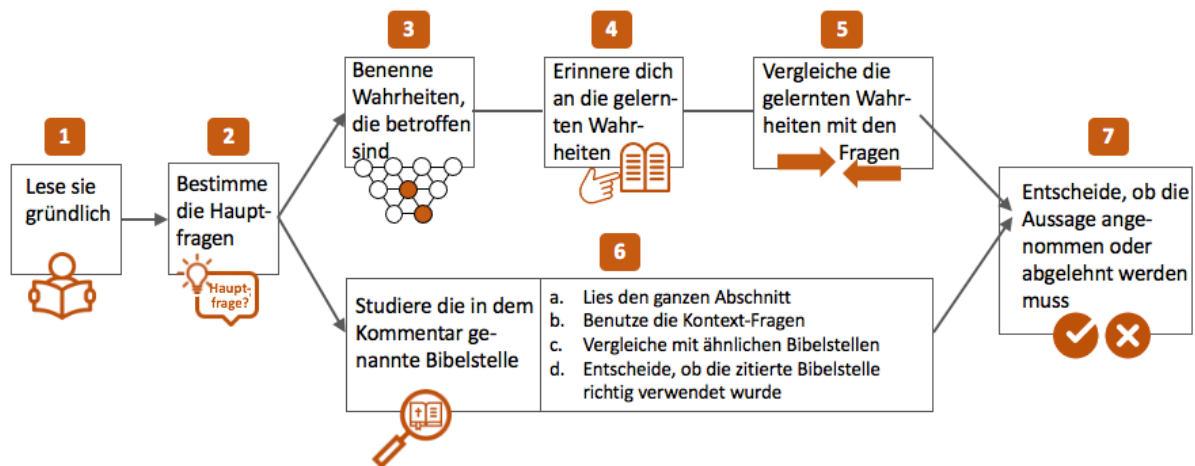 1
Lese sie
gründlich
2
Bestimme
die Haupt-
fragen
Haupt-
frage?
3
Benenne
Wahrheiten,
die betroffen
sind
4
Erinnere dich
an die gelern-
ten Wahr-
heiten
5
Vergleiche die
gelernten Wahr-
heiten mit den
Fragen
6
Studiere die in dem
Kommentar ge-
nannte Bibelstelle
a. Lies den ganzen Abschnitt
b. Benutze die Kontext-Fragen
c. Vergleiche mit ähnlichen Bibelstellen
d. Entscheide, ob die zitierte Bibelstelle
richtig verwendet wurde
7
Entscheide, ob die
Aussage ange-
nommen oder
abgelehnt werden
muss